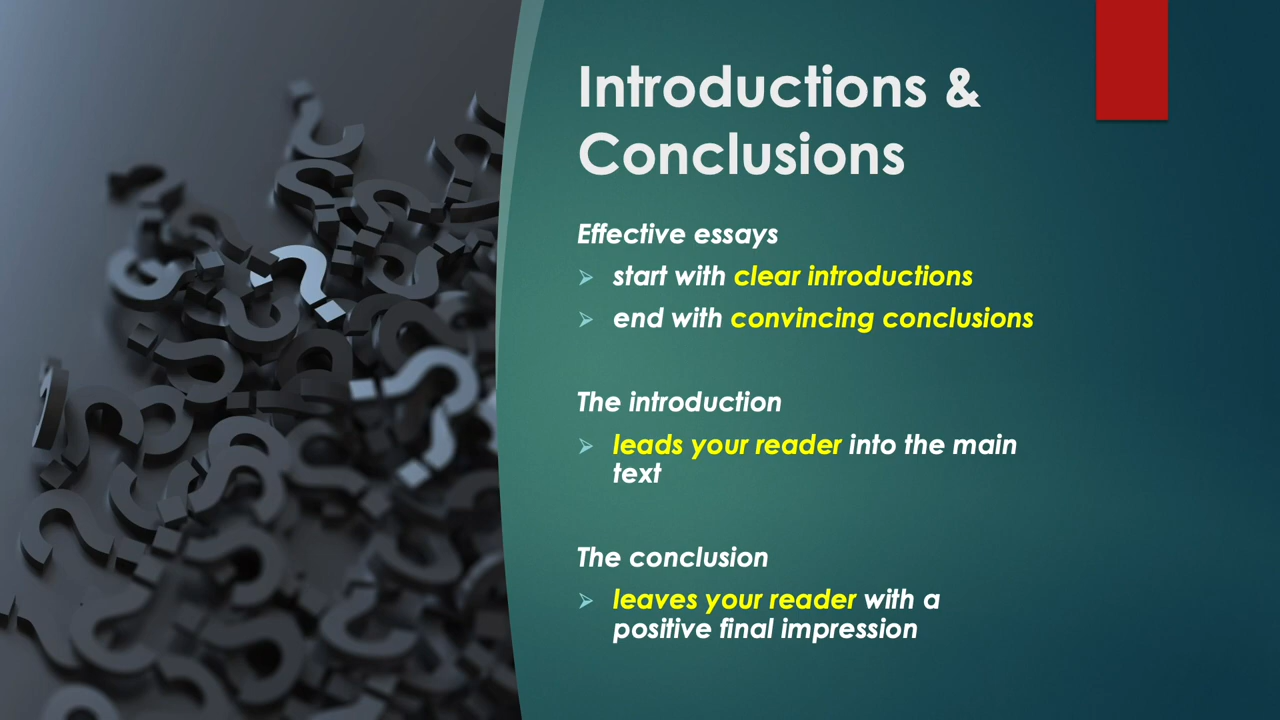 Introductions &
Conclusions
Effective essays
start with clear introductions
end with convincing conclusions
The introduction
leads your reader into the main
text
The conclusion
leaves your reader with a
positive final impression